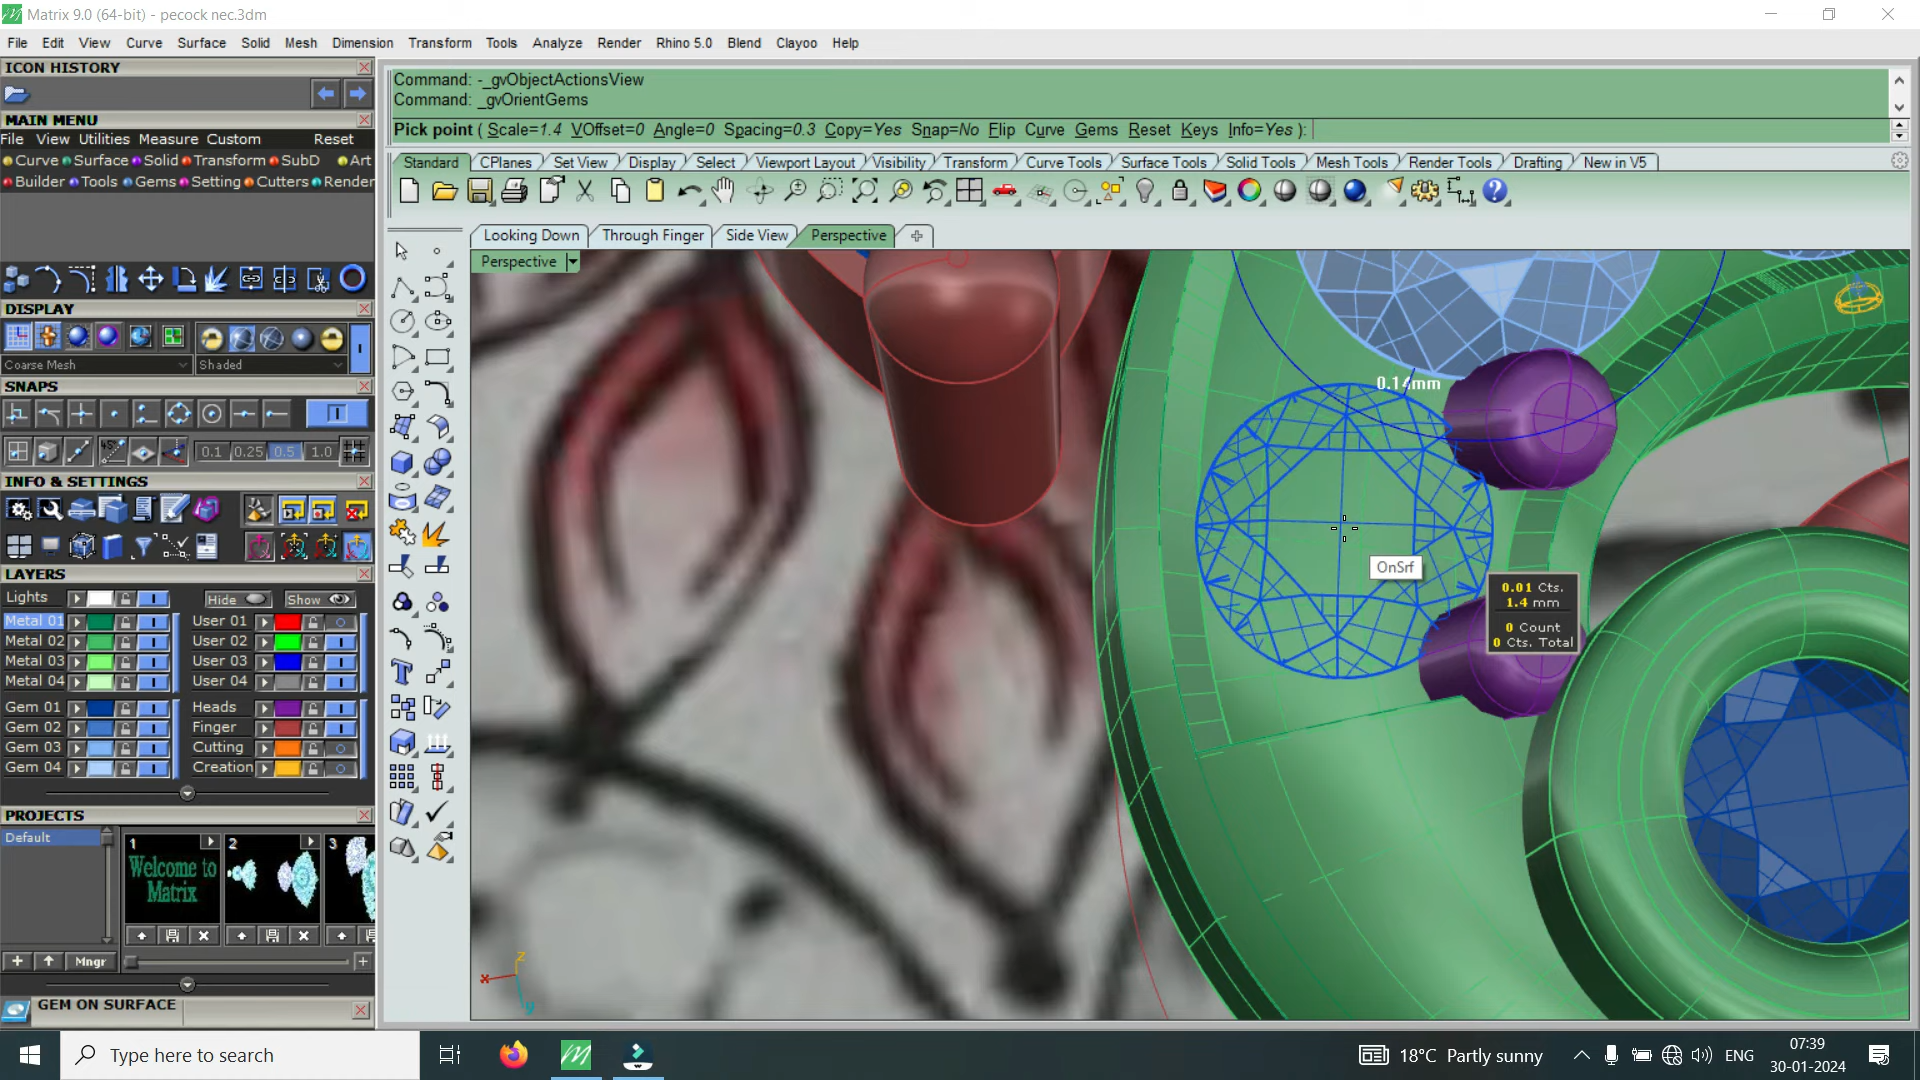 Matrix 9.0 (64-bit) - pecock nec.3dm
File Edit View Curve Surface Solid Mesh Dimension Transform Tools Analyze Render Rhino 5.0 Blend Clayoo Help
ICON HISTORY
MAIN MENU
File View Utilities Measure Custom Reset
Curve Surface Solid Transform SubD Art
Builder Tools Gems Setting Cutters Render
DISPLAY
Coarse Mesh Shaded
SNAPS
0.1 0.25 0.5 1.0
INFO & SETTINGS
LAYERS
Lights Hide Show
Metal 01 User 01
Metal 02 User 02
Metal 03 User 03
Metal 04 User 04
Gem 01 Heads
Gem 02 Finger
Gem 03 Cutting
Gem 04 Creation
PROJECTS
Default
1 2 3
Welcome to
Matrix
Mngr
GEM ON SURFACE
Command: -_gvObjectActionsView
Command: _gvOrientGems
Pick point ( Scale=1.4 VOffset=0 Angle=0 Spacing=0.3 Copy=Yes Snap=No Flip Curve Gems Reset Keys Info=Yes ):
Standard CPlanes Set View Display Select Viewport Layout Visibility Transform Curve Tools Surface Tools Solid Tools Mesh Tools Render Tools Drafting New in V5
Looking Down Through Finger Side View Perspective
Perspective
0.14mm
OnSrf
0.01 Cts.
1.4 mm
0 Count
0 Cts. Total
z
x
y
Type here to search
18°C Partly sunny
ENG
07:39
30-01-2024